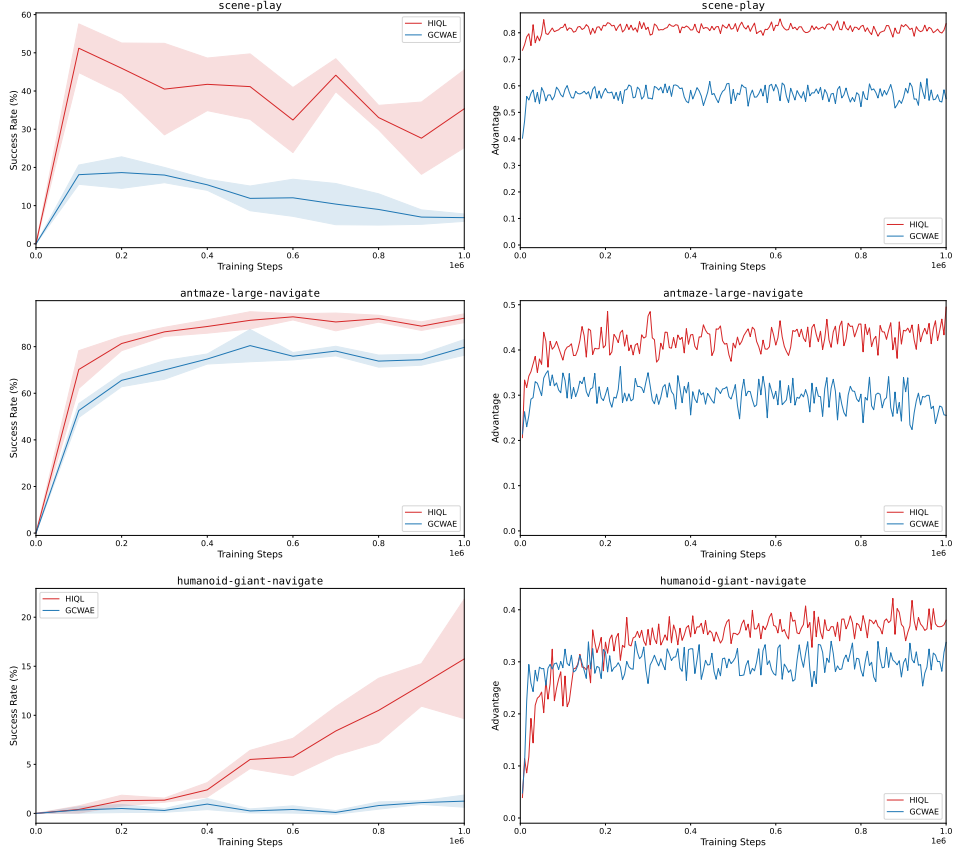 scene-play
Success Rate (%)
60
50
40
30
20
10
0
HIQL
GCWAE
0.0 0.2 0.4 0.6 0.8 1.0
1e6
Training Steps
Advantage
0.8
0.7
0.6
0.5
0.4
0.3
0.2
0.1
0.0
scene-play
HIQL
GCWAE
0.0 0.2 0.4 0.6 0.8 1.0
1e6
Training Steps
antmaze-large-navigate
Success Rate (%)
80
60
40
20
0
HIQL
GCWAE
0.0 0.2 0.4 0.6 0.8 1.0
1e6
Training Steps
antmaze-large-navigate
Advantage
0.5
0.4
0.3
0.2
0.1
0.0
HIQL
GCWAE
0.0 0.2 0.4 0.6 0.8 1.0
1e6
Training Steps
humanoid-giant-navigate
HIQL
GCWAE
Success Rate (%)
20
15
10
5
0
0.0 0.2 0.4 0.6 0.8 1.0
1e6
Training Steps
humanoid-giant-navigate
Advantage
0.4
0.3
0.2
0.1
0.0
HIQL
GCWAE
0.0 0.2 0.4 0.6 0.8 1.0
1e6
Training Steps